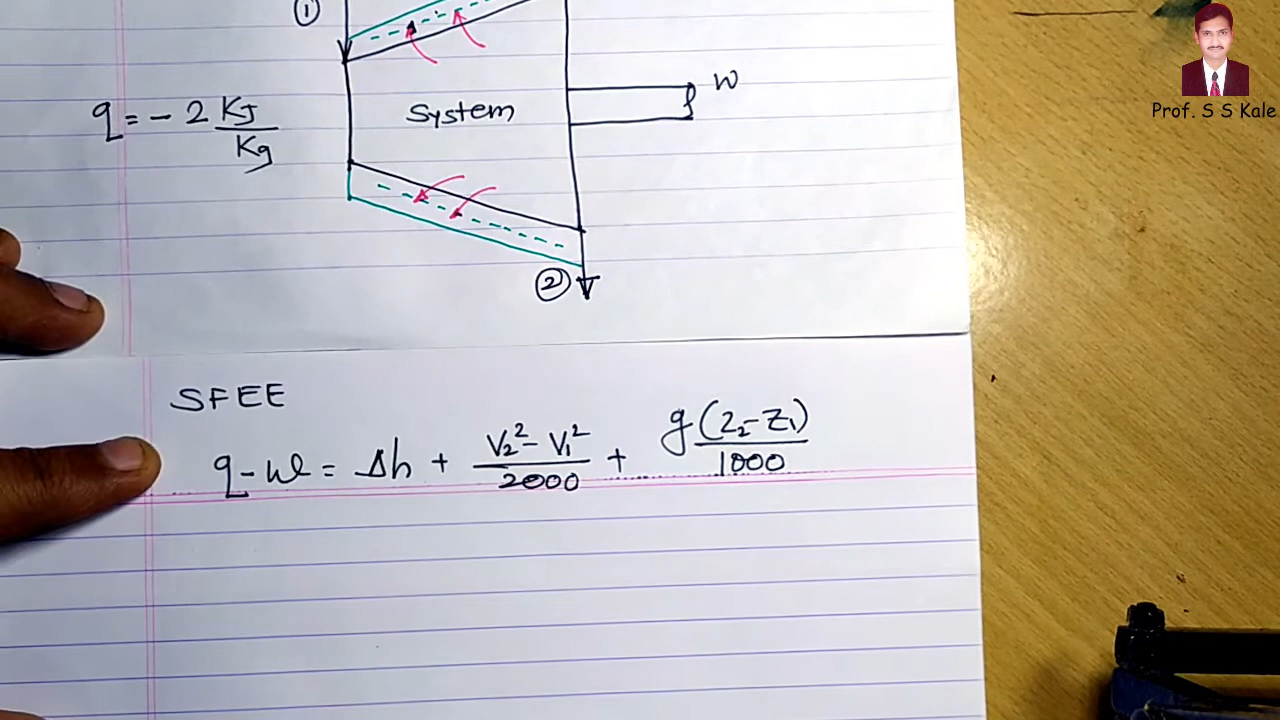 ①
W
Prof. S S Kale
q = - 2 KJ/Kg
System
②
SFEE
q - w = Δh + V₂² - V₁²/2000 + g(Z₂ - Z₁)/1000